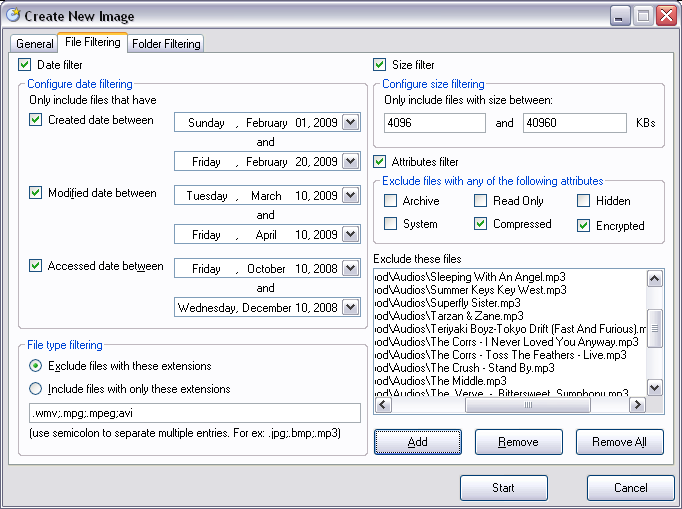 Create New Image
General File Filtering Folder Filtering
Date filter
Configure date filtering
Only include files that have
Created date between
Sunday , February 01, 2009
and
Friday , February 20, 2009
Modified date between
Tuesday , March 10, 2009
and
Friday , April 10, 2009
Accessed date between
Friday , October 10, 2008
and
Wednesday, December 10, 2008
File type filtering
Exclude files with these extensions
Include files with only these extensions
.wmv;.mpg;.mpeg;avi
(use semicolon to separate multiple entries. For ex: .jpg;.bmp;.mp3)
Size filter
Configure size filtering
Only include files with size between:
4096 and 40960 KBs
Attributes filter
Exclude files with any of the following attributes
Archive Read Only Hidden
System Compressed Encrypted
Exclude these files
ood\Audios\Sleeping With An Angel.mp3
ood\Audios\Summer Keys Key West.mp3
ood\Audios\Superfly Sister.mp3
ood\Audios\Tarzan & Zane.mp3
ood\Audios\Teriyaki Boyz-Tokyo Drift (Fast And Furious).m
ood\Audios\The Corrs - I Never Loved You Anyway.mp3
ood\Audios\The Corrs - Toss The Feathers - Live.mp3
ood\Audios\The Crush - Stand By.mp3
ood\Audios\The Middle.mp3
ood\Audios\The Verve - Bittersweet Symphony.mp3
Add Remove Remove All
Start Cancel